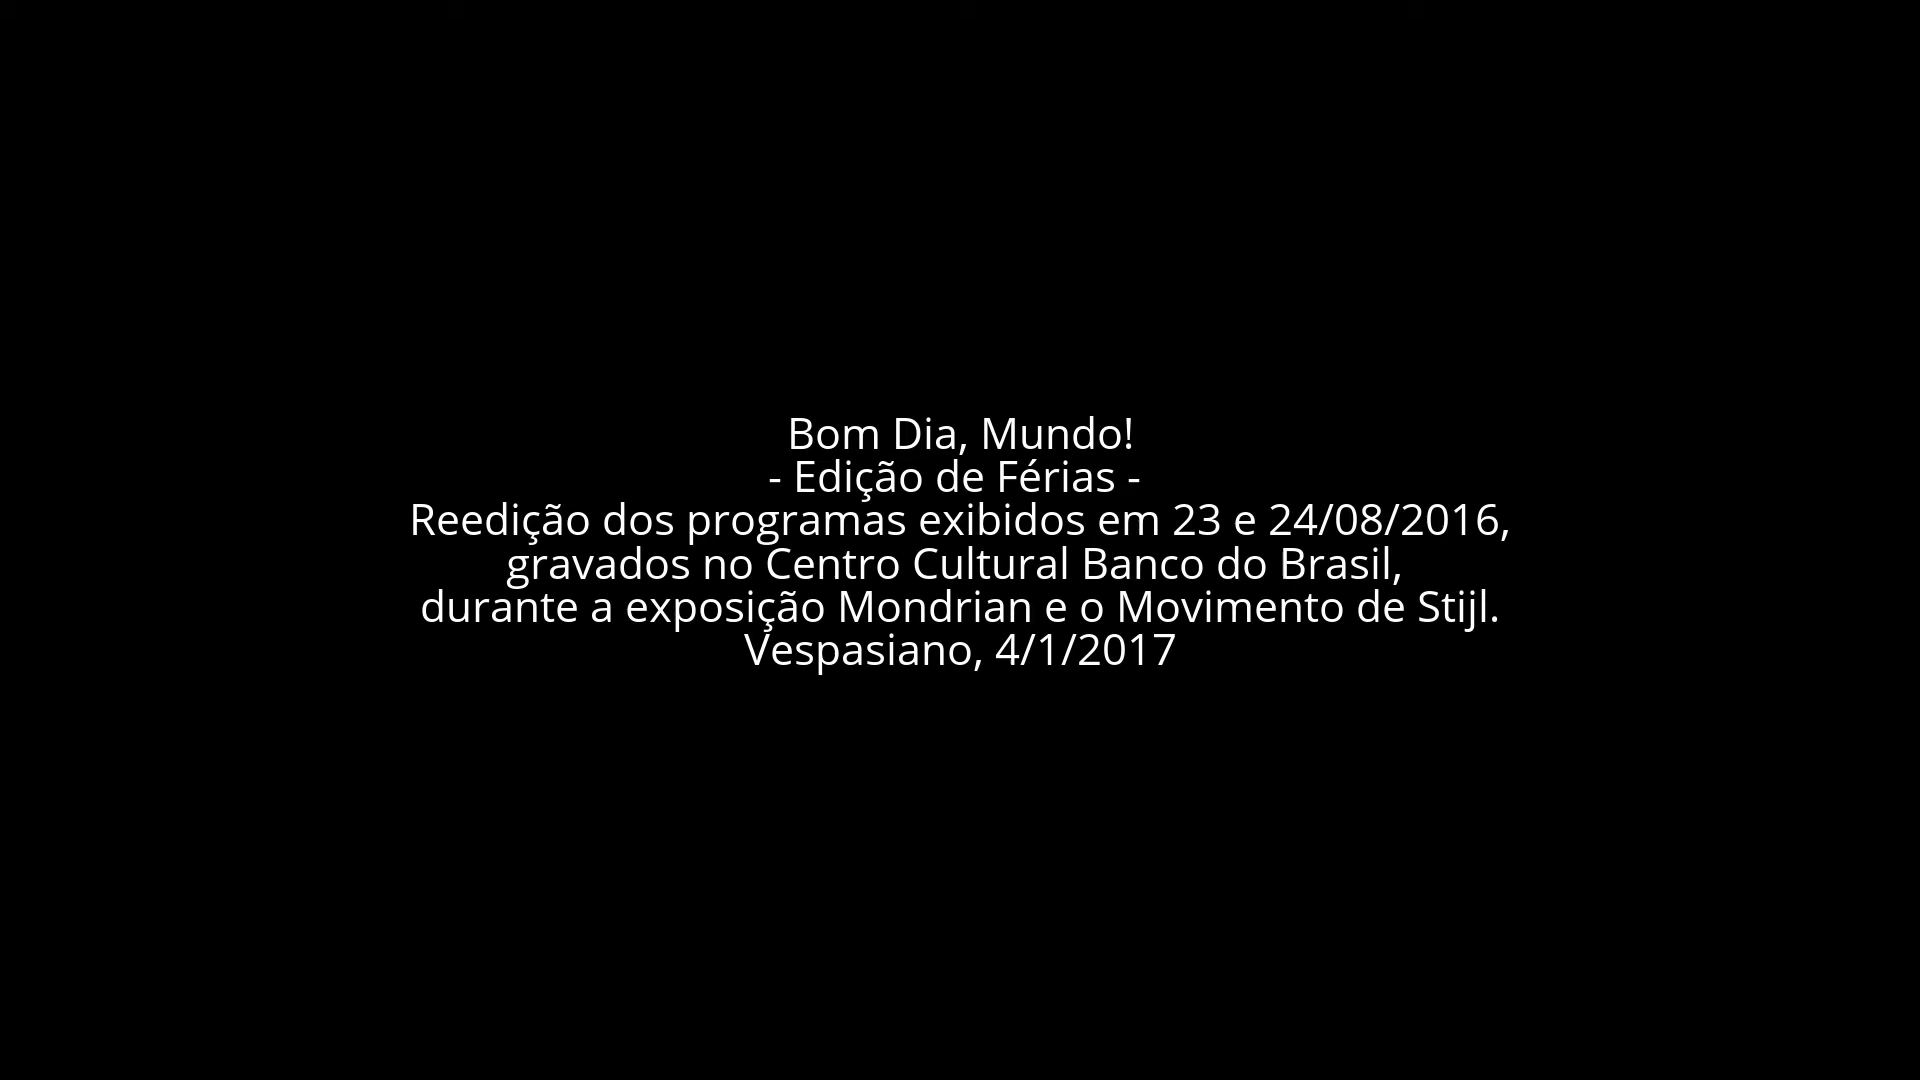 Bom Dia, Mundo!
- Edição de Férias -
Reedição dos programas exibidos em 23 e 24/08/2016,
gravados no Centro Cultural Banco do Brasil,
durante a exposição Mondrian e o Movimento de Stijl.
Vespasiano, 4/1/2017